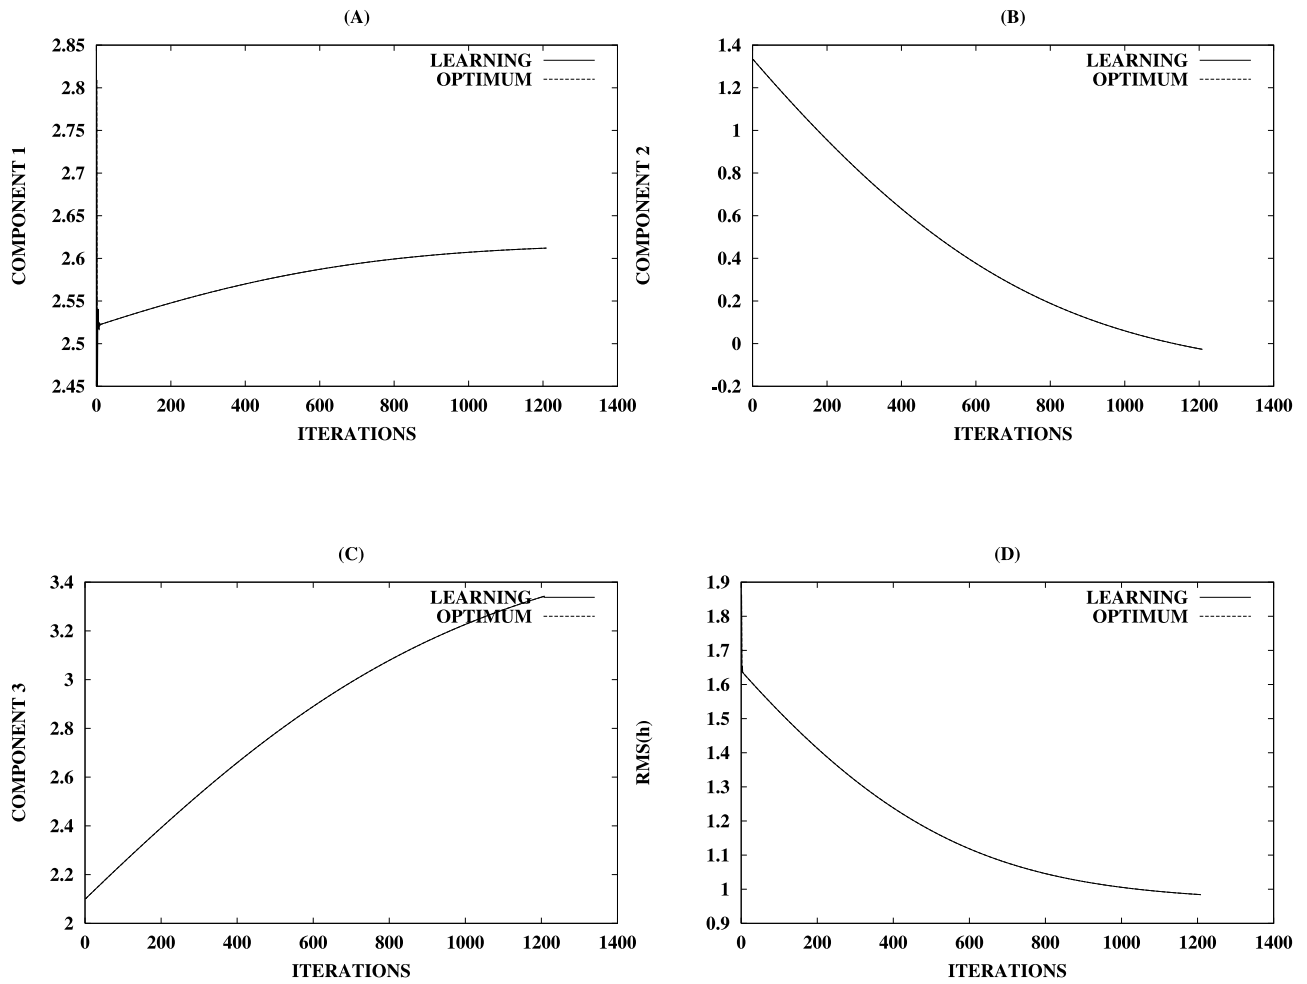 (A)
2.85
2.8
2.75
2.7
2.65
2.6
2.55
2.5
2.45
COMPONENT 1
LEARNING
OPTIMUM
0 200 400 600 800 1000 1200 1400
ITERATIONS
(B)
1.4
1.2
1
0.8
0.6
0.4
0.2
0
-0.2
COMPONENT 2
LEARNING
OPTIMUM
0 200 400 600 800 1000 1200 1400
ITERATIONS
(C)
3.4
3.2
3
2.8
2.6
2.4
2.2
2
COMPONENT 3
LEARNING
OPTIMUM
0 200 400 600 800 1000 1200 1400
ITERATIONS
(D)
1.9
1.8
1.7
1.6
1.5
1.4
1.3
1.2
1.1
1
0.9
RMS(h)
LEARNING
OPTIMUM
0 200 400 600 800 1000 1200 1400
ITERATIONS